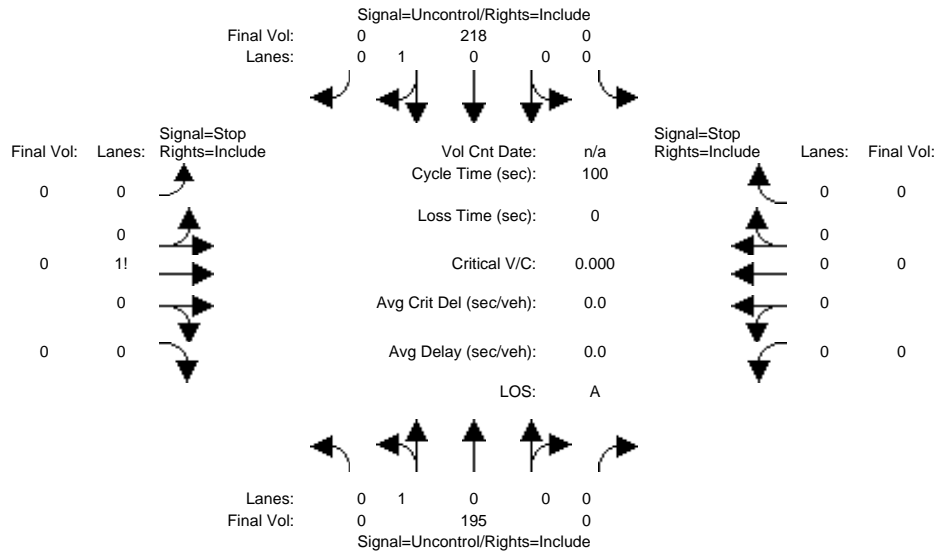 Signal=Uncontrol/Rights=Include
Final Vol: 0 218 0
Lanes: 0 1 0 0 0
Signal=Stop Signal=Stop
Final Vol: Lanes: Rights=Include Vol Cnt Date: n/a Rights=Include Lanes: Final Vol:
Cycle Time (sec): 100
0 0 0 0
Loss Time (sec): 0
0 0
0 1! Critical V/C: 0.000 0 0
0 Avg Crit Del (sec/veh): 0.0 0
0 0 Avg Delay (sec/veh): 0.0 0 0
LOS: A
Lanes: 0 1 0 0 0
Final Vol: 0 195 0
Signal=Uncontrol/Rights=Include